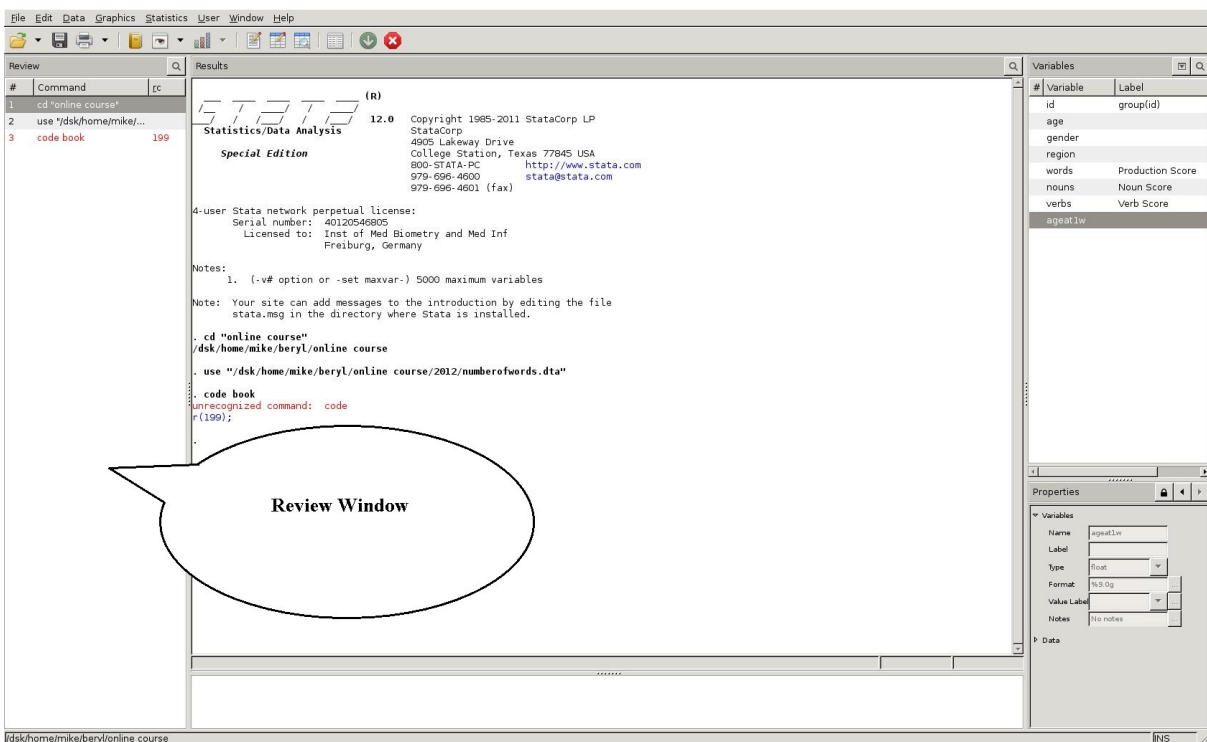 File Edit Data Graphics Statistics User Window Help
Review
# Command rc
1 cd "online course"
2 use "/dsk/home/mike/...
3 code book 199
Results
(R)
12.0 Copyright 1985-2011 StataCorp LP
Statistics/Data Analysis StataCorp
4905 Lakeway Drive
Special Edition College Station, Texas 77845 USA
800-STATA-PC http://www.stata.com
979-696-4600 stata@stata.com
979-696-4601 (fax)
4-user Stata network perpetual license:
Serial number: 40120546805
Licensed to: Inst of Med Biometry and Med Inf
Freiburg, Germany
Notes:
1. (-v# option or -set maxvar-) 5000 maximum variables
Note: Your site can add messages to the introduction by editing the file
stata.msg in the directory where Stata is installed.
. cd "online course"
/dsk/home/mike/beryl/online course
. use "/dsk/home/mike/beryl/online course/2012/numberofwords.dta"
. code book
unrecognized command: code
r(199);
.
Review Window
Variables
# Variable Label
id group(id)
age
gender
region
words Production Score
nouns Noun Score
verbs Verb Score
ageat1w
Properties
Variables
Name ageat1w
Label
Type float
Format %9.0g
Value Label
Notes No notes
Data
/dsk/home/mike/beryl/online course INS